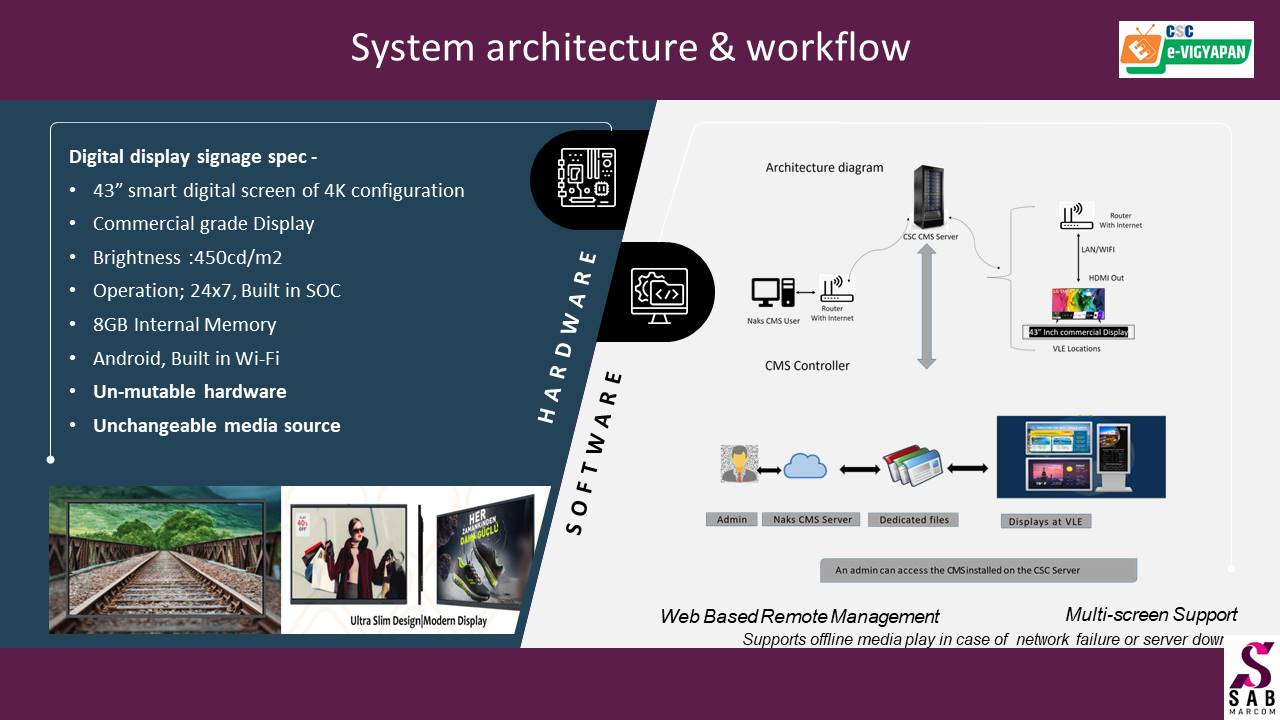 System architecture & workflow
CSC
e-VIGYAPAN
Digital display signage spec -
• 43” smart digital screen of 4K configuration
• Commercial grade Display
• Brightness :450cd/m2
• Operation; 24x7, Built in SOC
• 8GB Internal Memory
• Android, Built in Wi-Fi
• Un-mutable hardware
• Unchangeable media source
HARDWARE
SOFTWARE
FLAT
40%
OFF
HER
ZAMANKİNDEN
DAHA GÜÇLÜ!
Ultra Slim Design|Modern Display
Architecture diagram
CSC CMS Server
Router
With Internet
LAN/WIFI
HDMI Out
43” Inch commercial Display
VLE Locations
Naks CMS User
Router
With Internet
CMS Controller
Admin
Naks CMS Server
Dedicated files
Displays at VLE
An admin can access the CMS installed on the CSC Server
Web Based Remote Management
Multi-screen Support
Supports offline media play in case of network failure or server down
SAB
MARCOM